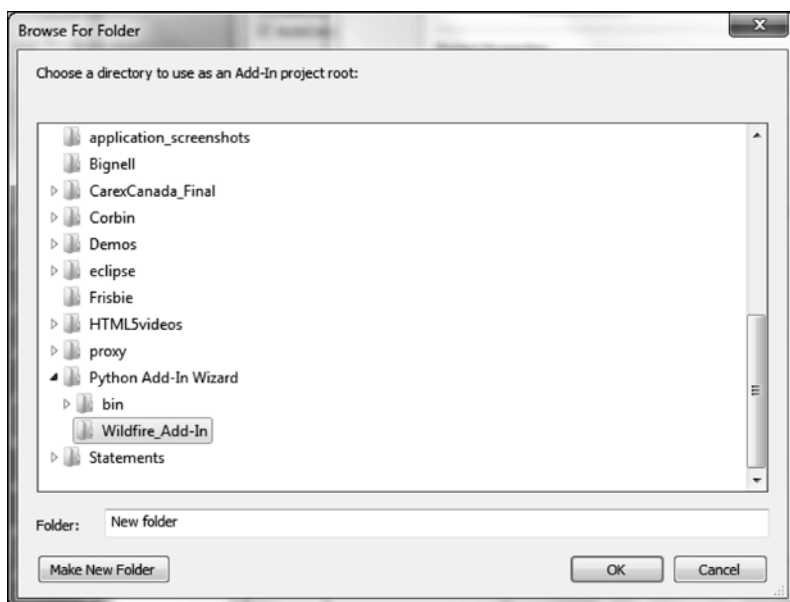 Browse For Folder
Choose a directory to use as an Add-In project root:
application_screenshots
Bignell
CarexCanada_Final
Corbin
Demos
eclipse
Frisbie
HTML5videos
proxy
Python Add-In Wizard
bin
Wildfire_Add-In
Statements
Folder: New folder
Make New Folder OK Cancel